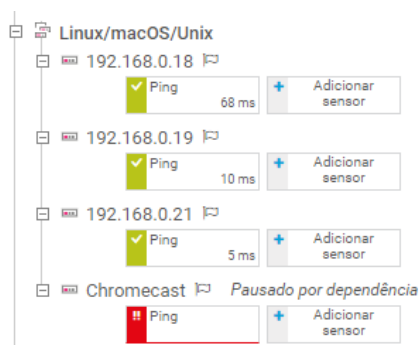 Linux/macOS/Unix
192.168.0.18
Ping
68 ms
+ Adicionar
sensor
192.168.0.19
Ping
10 ms
+ Adicionar
sensor
192.168.0.21
Ping
5 ms
+ Adicionar
sensor
Chromecast Pausado por dependência
!! Ping
+ Adicionar
sensor